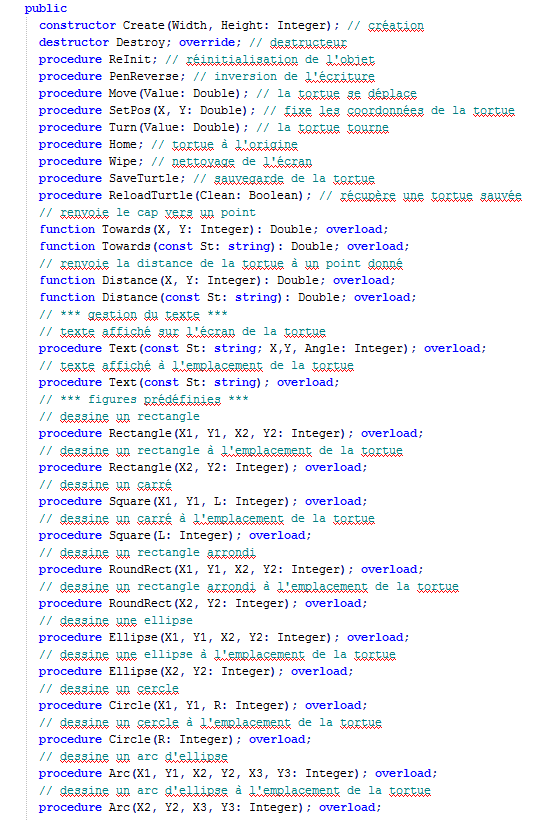 public
constructor Create(Width, Height: Integer); // création
destructor Destroy; override; // destructeur
procedure ReInit; // réinitialisation de l'objet
procedure PenReverse; // inversion de l'écriture
procedure Move(Value: Double); // la tortue se déplace
procedure SetPos(X, Y: Double); // fixe les coordonnées de la tortue
procedure Turn(Value: Double); // la tortue tourne
procedure Home; // tortue à l'origine
procedure Wipe; // nettoyage de l'écran
procedure SaveTurtle; // sauvegarde de la tortue
procedure ReloadTurtle(Clean: Boolean); // récupère une tortue sauvée
// renvoie le cap vers un point
function Towards(X, Y: Integer): Double; overload;
function Towards(const St: string): Double; overload;
// renvoie la distance de la tortue à un point donné
function Distance(X, Y: Integer): Double; overload;
function Distance(const St: string): Double; overload;
// *** gestion du texte ***
// texte affiché sur l'écran de la tortue
procedure Text(const St: string; X,Y, Angle: Integer); overload;
// texte affiché à l'emplacement de la tortue
procedure Text(const St: string); overload;
// *** figures prédéfinies ***
// dessine un rectangle
procedure Rectangle(X1, Y1, X2, Y2: Integer); overload;
// dessine un rectangle à l'emplacement de la tortue
procedure Rectangle(X2, Y2: Integer); overload;
// dessine un carré
procedure Square(X1, Y1, L: Integer); overload;
// dessine un carré à l'emplacement de la tortue
procedure Square(L: Integer); overload;
// dessine un rectangle arrondi
procedure RoundRect(X1, Y1, X2, Y2: Integer); overload;
// dessine un rectangle arrondi à l'emplacement de la tortue
procedure RoundRect(X2, Y2: Integer); overload;
// dessine une ellipse
procedure Ellipse(X1, Y1, X2, Y2: Integer); overload;
// dessine une ellipse à l'emplacement de la tortue
procedure Ellipse(X2, Y2: Integer); overload;
// dessine un cercle
procedure Circle(X1, Y1, R: Integer); overload;
// dessine un cercle à l'emplacement de la tortue
procedure Circle(R: Integer); overload;
// dessine un arc d'ellipse
procedure Arc(X1, Y1, X2, Y2, X3, Y3: Integer); overload;
// dessine un arc d'ellipse à l'emplacement de la tortue
procedure Arc(X2, Y2, X3, Y3: Integer); overload;